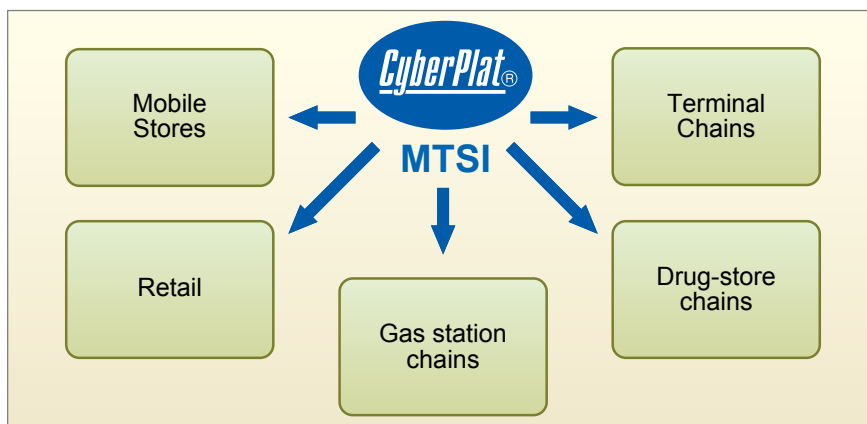 CyberPlat®
MTSI
Mobile
Stores
Terminal
Chains
Retail
Gas station
chains
Drug-store
chains